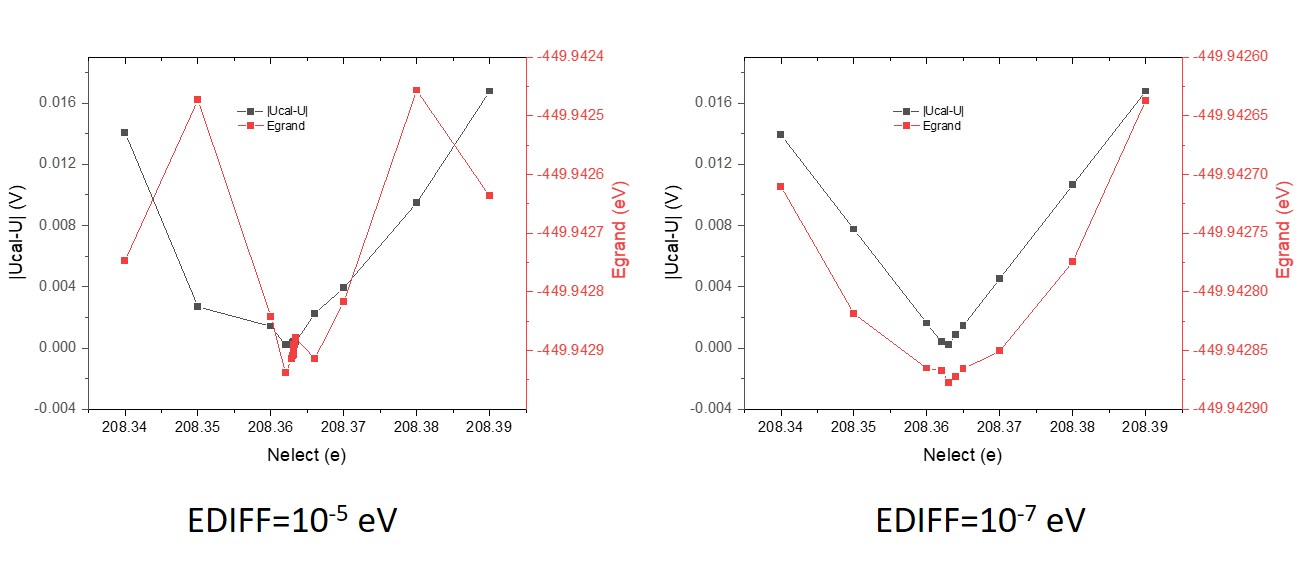 -449.9424
0.016
|Ucal-U|
Egrand
-449.9425
0.012
-449.9426
0.008
-449.9427
0.004
-449.9428
0.000
-449.9429
-0.004
|Ucal-U| (V)
Egrand (eV)
208.34 208.35 208.36 208.37 208.38 208.39
Nelect (e)
EDIFF=10⁻⁵ eV
-449.94260
0.016
|Ucal-U|
Egrand
-449.94265
0.012
-449.94270
0.008
-449.94275
0.004
-449.94280
0.000
-449.94285
-0.004
-449.94290
|Ucal-U| (V)
Egrand (eV)
208.34 208.35 208.36 208.37 208.38 208.39
Nelect (e)
EDIFF=10⁻⁷ eV